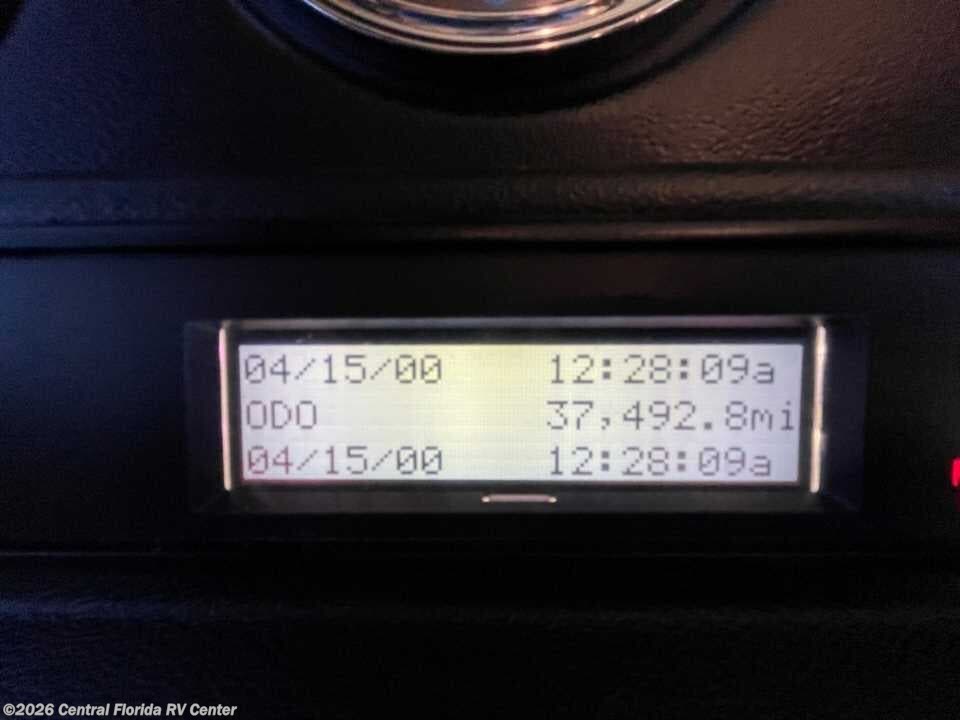 04/15/00 12:28:09a
ODO 37,492.8mi
04/15/00 12:28:09a
©2026 Central Florida RV Center